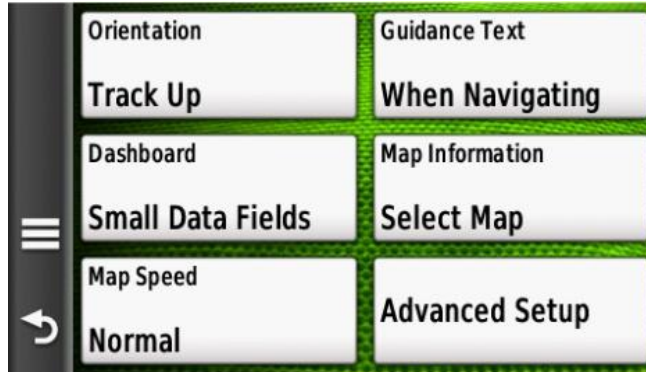 Orientation
Track Up
Guidance Text
When Navigating
Dashboard
Small Data Fields
Map Information
Select Map
Map Speed
Normal
Advanced Setup